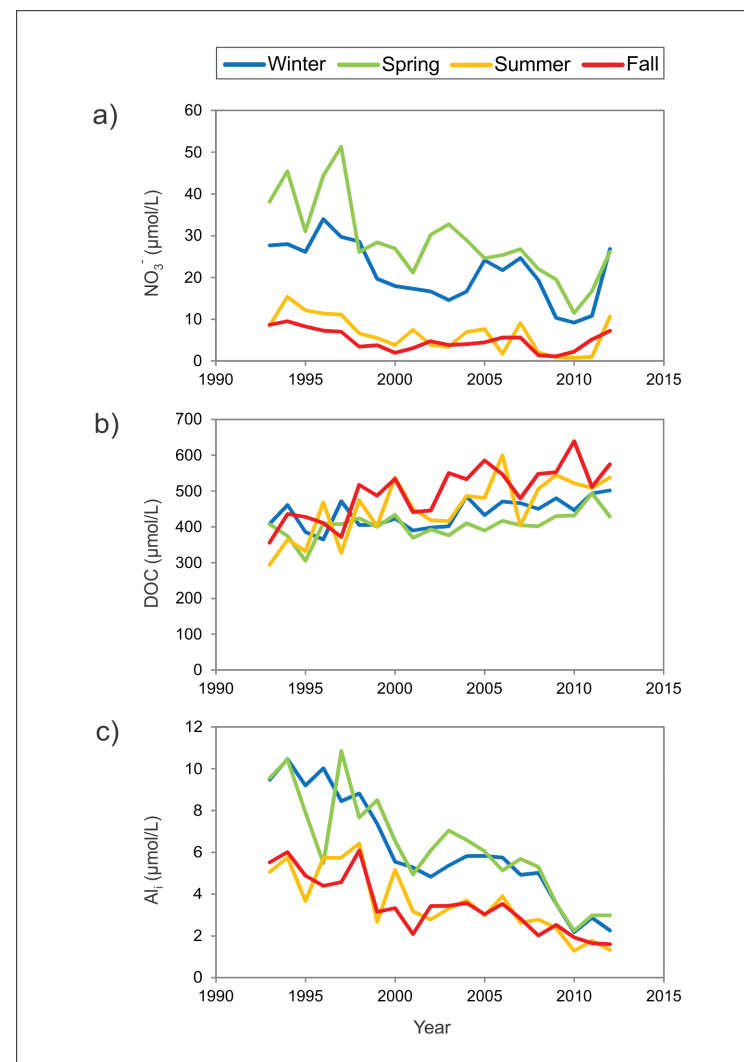 Winter Spring Summer Fall
a)
NO3- (µmol/L)
60
50
40
30
20
10
0
1990 1995 2000 2005 2010 2015
b)
DOC (µmol/L)
700
600
500
400
300
200
100
0
1990 1995 2000 2005 2010 2015
c)
Ali (µmol/L)
12
10
8
6
4
2
0
1990 1995 2000 2005 2010 2015
Year